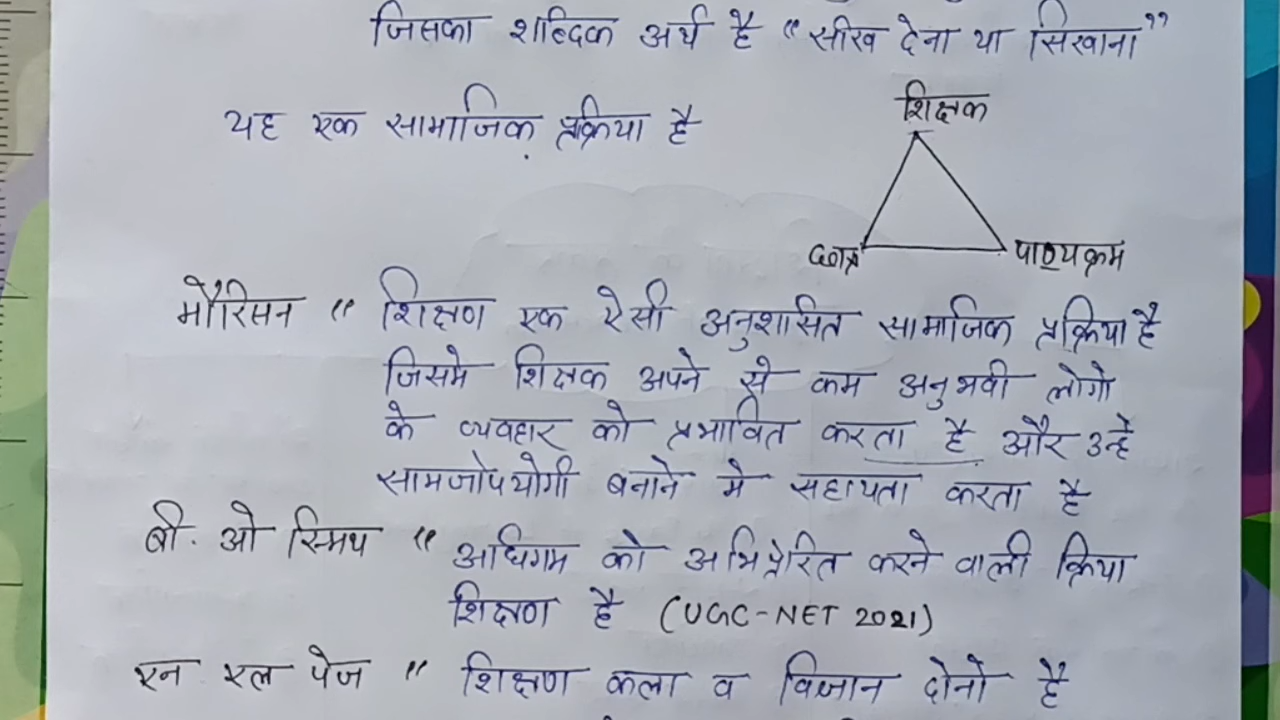 जिसका शाब्दिक अर्थ है “सीख देना या सिखाना”
शिक्षक
यह एक सामाजिक प्रक्रिया है
छात्र
पाठ्यक्रम
मौरिसन “ शिक्षण एक ऐसी अनुशासित सामाजिक प्रक्रिया है
जिसमे शिक्षक अपने से कम अनुभवी लोगो
के व्यवहार को प्रभावित करता है और उन्हे
सामजोपयोगी बनाने मे सहायता करता है
बी. ओ स्मिथ “ अधिगम को अभिप्रेरित करने वाली क्रिया
शिक्षण है (UGC-NET 2021)
एन एल पेज “ शिक्षण कला व विज्ञान दोनो है